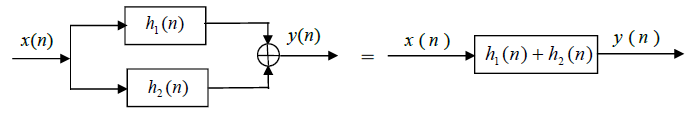 h₁(n)
x(n)
y(n)
h₂(n)
=
x(n)
h₁(n) + h₂(n)
y(n)